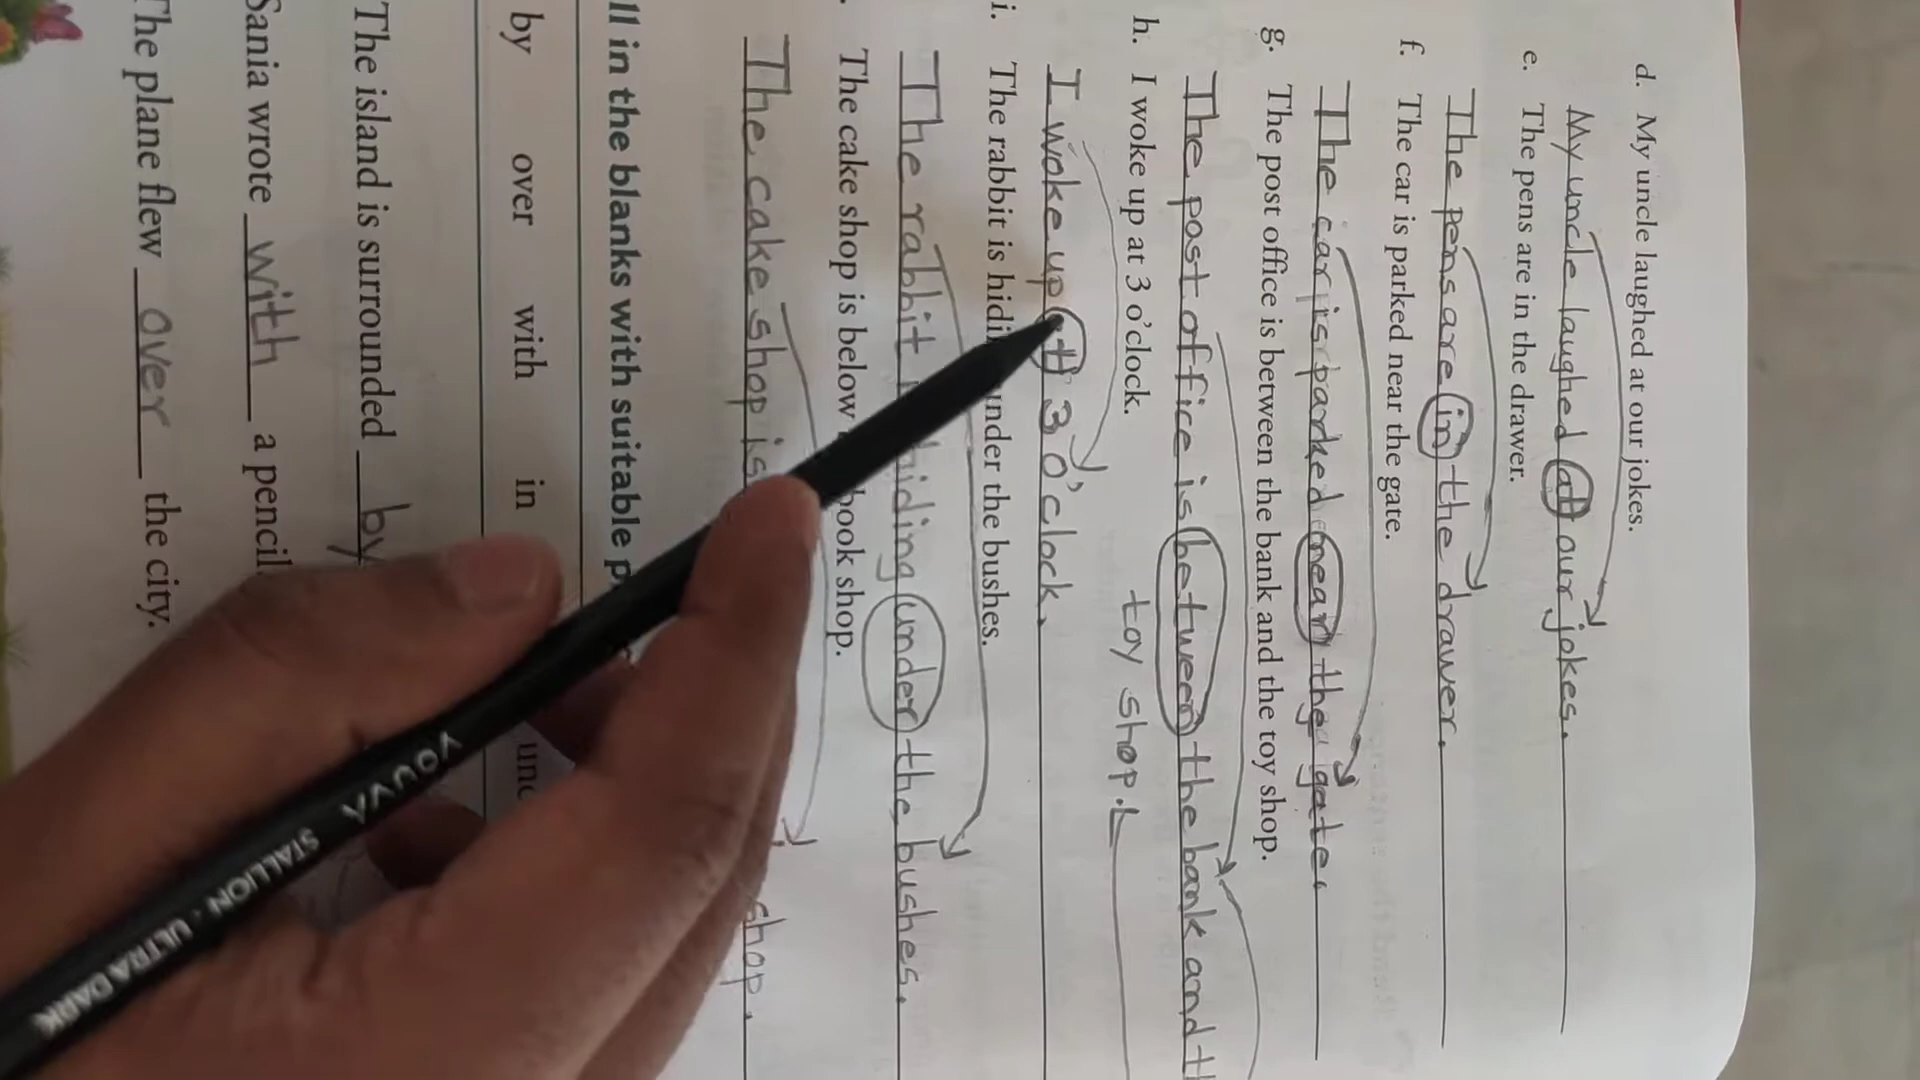 d. My uncle laughed at our jokes.
My uncle laughed at our jokes.
e. The pens are in the drawer.
The pens are in the drawer.
f. The car is parked near the gate.
The car is parked near the gate.
g. The post office is between the bank and the toy shop.
The post office is between the bank and
toy shop.
h. I woke up at 3 o'clock.
I woke up at 3 o'clock.
i. The rabbit is under the bushes.
The rabbit hiding under the bushes.
The cake shop is below book shop.
The cake shop is shop.
ll in the blanks with suitable
by over with in
The island is surrounded by
Sania wrote with a pencil.
The plane flew over the city.
YOUVA STALLION · ULTRA DARK